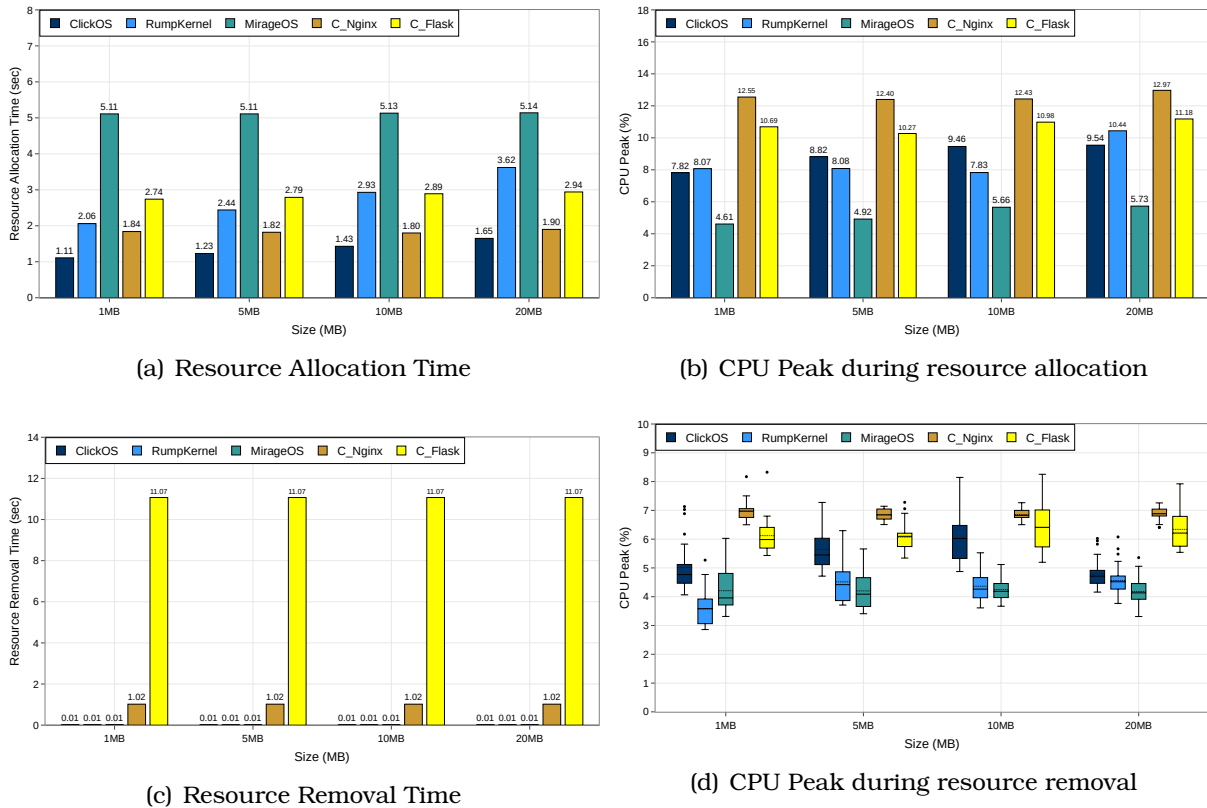 ClickOS RumpKernel MirageOS C_Nginx C_Flask
Resource Allocation Time (sec)
8
7
6
5
4
3
2
1
0
1.11 2.06 5.11 1.84 2.74
1.23 2.44 5.11 1.82 2.79
1.43 2.93 5.13 1.80 2.89
1.65 3.62 5.14 1.90 2.94
1MB 5MB 10MB 20MB
Size (MB)
(a) Resource Allocation Time
ClickOS RumpKernel MirageOS C_Nginx C_Flask
CPU Peak (%)
18
16
14
12
10
8
6
4
2
0
7.82 8.07 4.61 12.55 10.69
8.82 8.08 4.92 12.40 10.27
9.46 7.83 5.66 12.43 10.98
9.54 10.44 5.73 12.97 11.18
1MB 5MB 10MB 20MB
Size (MB)
(b) CPU Peak during resource allocation
ClickOS RumpKernel MirageOS C_Nginx C_Flask
Resource Removal Time (sec)
14
12
10
8
6
4
2
0
0.01 0.01 0.01 1.02 11.07
0.01 0.01 0.01 1.02 11.07
0.01 0.01 0.01 1.02 11.07
0.01 0.01 0.01 1.02 11.07
1MB 5MB 10MB 20MB
Size (MB)
(c) Resource Removal Time
ClickOS RumpKernel MirageOS C_Nginx C_Flask
CPU Peak (%)
10
9
8
7
6
5
4
3
2
1
0
1MB 5MB 10MB 20MB
Size (MB)
(d) CPU Peak during resource removal